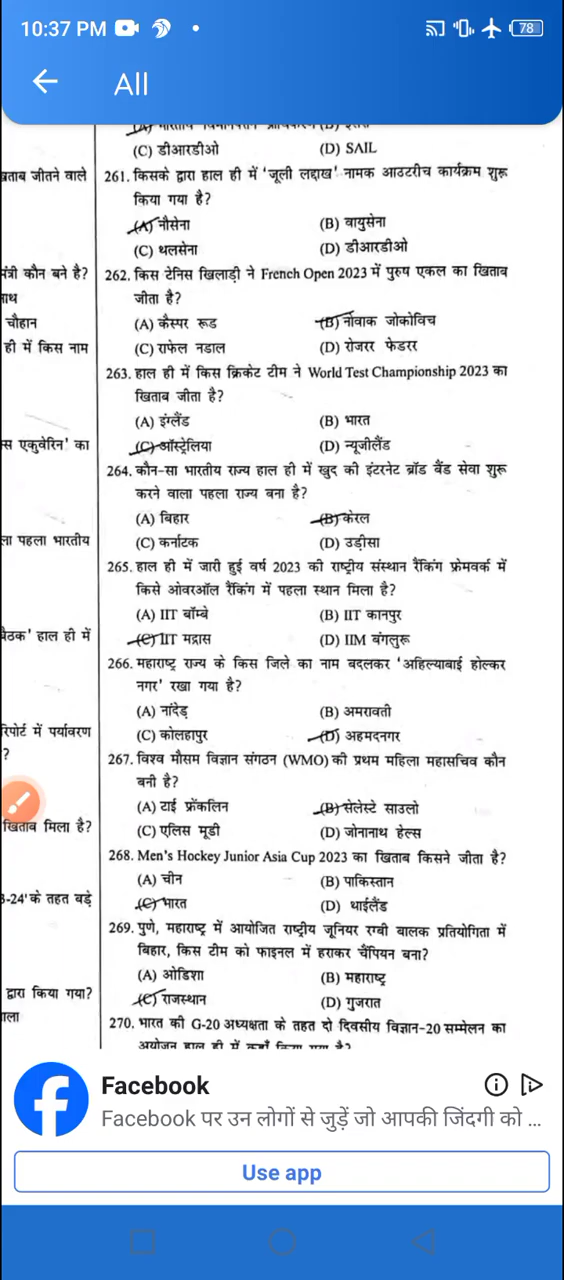 10:37 PM
78
All
(C) डीआरडीओ (D) SAIL
खताब जीतने वाले
261. किसके द्वारा हाल ही में 'जूली लद्दाख' नामक आउटरीच कार्यक्रम शुरू
किया गया है?
(A) नौसेना (B) वायुसेना
(C) थलसेना (D) डीआरडीओ
मंत्री कौन बने है?
262. किस टेनिस खिलाड़ी ने French Open 2023 में पुरुष एकल का खिताब
नाथ
जीता है?
चौहान
(A) कैस्पर रूड (B) नोवाक जोकोविच
ही में किस नाम
(C) राफेल नडाल (D) रोजरर फेडरर
263. हाल ही में किस क्रिकेट टीम ने World Test Championship 2023 का
खिताब जीता है?
(A) इंग्लैंड (B) भारत
स एकुवेरिन' का
(C) ऑस्ट्रेलिया (D) न्यूजीलैंड
264. कौन-सा भारतीय राज्य हाल ही में खुद की इंटरनेट ब्रॉड बैंड सेवा शुरू
करने वाला पहला राज्य बना है?
(A) बिहार (B) केरल
ला पहला भारतीय
(C) कर्नाटक (D) उड़ीसा
265. हाल ही में जारी हुई वर्ष 2023 की राष्ट्रीय संस्थान रैंकिंग फ्रेमवर्क में
किसे ओवरऑल रैंकिंग में पहला स्थान मिला है?
(A) IIT बॉम्बे (B) IIT कानपुर
बैठक' हाल ही में
(C) IIT मद्रास (D) IIM बंगलुरू
266. महाराष्ट्र राज्य के किस जिले का नाम बदलकर 'अहिल्याबाई होल्कर
नगर' रखा गया है?
(A) नांदेड़ (B) अमरावती
रिपोर्ट में पर्यावरण
(C) कोलहापुर (D) अहमदनगर
?
267. विश्व मौसम विज्ञान संगठन (WMO) की प्रथम महिला महासचिव कौन
बनी है?
(A) टाई फ्रेंकलिन (B) सेलेस्टे साउलो
खिताब मिला है?
(C) एलिस मूडी (D) जोनानाथ हेल्स
268. Men's Hockey Junior Asia Cup 2023 का खिताब किसने जीता है?
(A) चीन (B) पाकिस्तान
3-24' के तहत बड़े
(C) भारत (D) थाईलैंड
269. पुणे, महाराष्ट्र में आयोजित राष्ट्रीय जूनियर रग्बी बालक प्रतियोगिता में
बिहार, किस टीम को फाइनल में हराकर चैंपियन बना?
(A) ओडिशा (B) महाराष्ट्र
द्वारा किया गया?
(C) राजस्थान (D) गुजरात
ाला
270. भारत की G-20 अध्यक्षता के तहत दो दिवसीय विज्ञान-20 सम्मेलन का
Facebook
Facebook पर उन लोगों से जुड़ें जो आपकी जिंदगी को ...
Use app